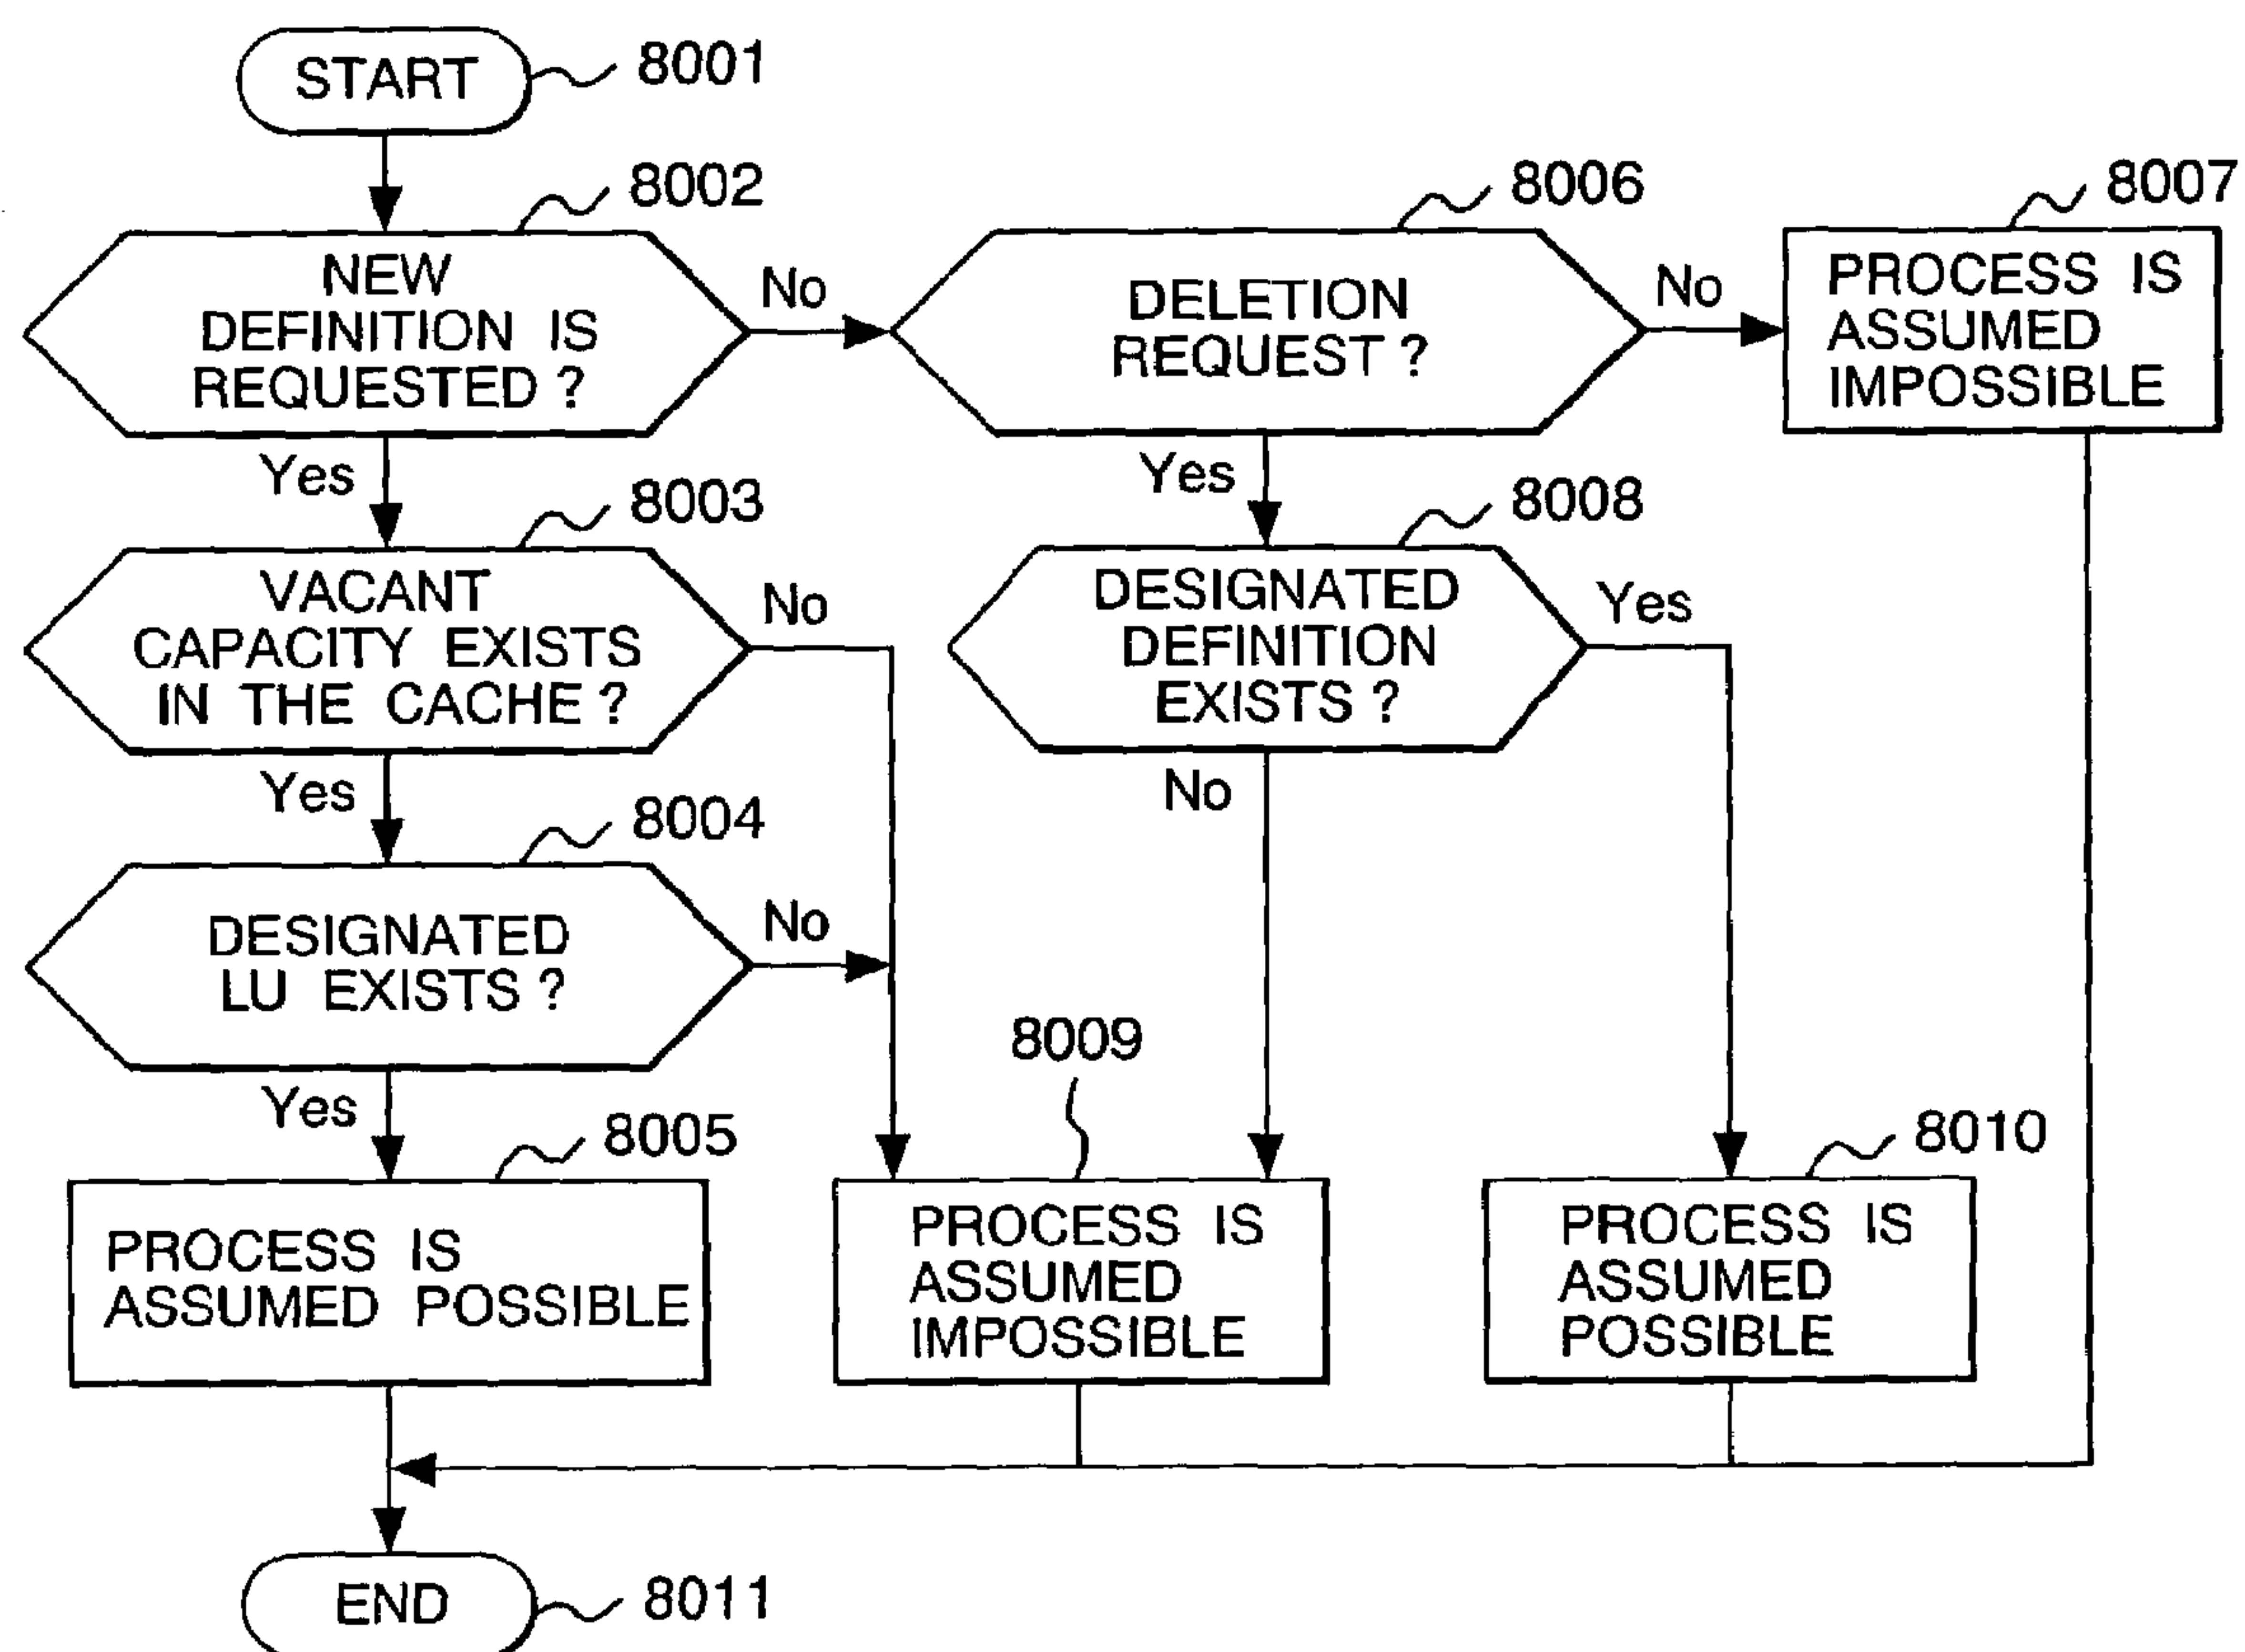 START
8001
8002
NEW
DEFINITION IS
REQUESTED ?
No
8006
DELETION
REQUEST ?
No
8007
PROCESS IS
ASSUMED
IMPOSSIBLE
Yes
8003
VACANT
CAPACITY EXISTS
IN THE CACHE ?
No
Yes
8008
DESIGNATED
DEFINITION
EXISTS ?
Yes
No
Yes
8004
DESIGNATED
LU EXISTS ?
No
Yes
8005
PROCESS IS
ASSUMED POSSIBLE
8009
PROCESS IS
ASSUMED
IMPOSSIBLE
8010
PROCESS IS
ASSUMED
POSSIBLE
END
8011